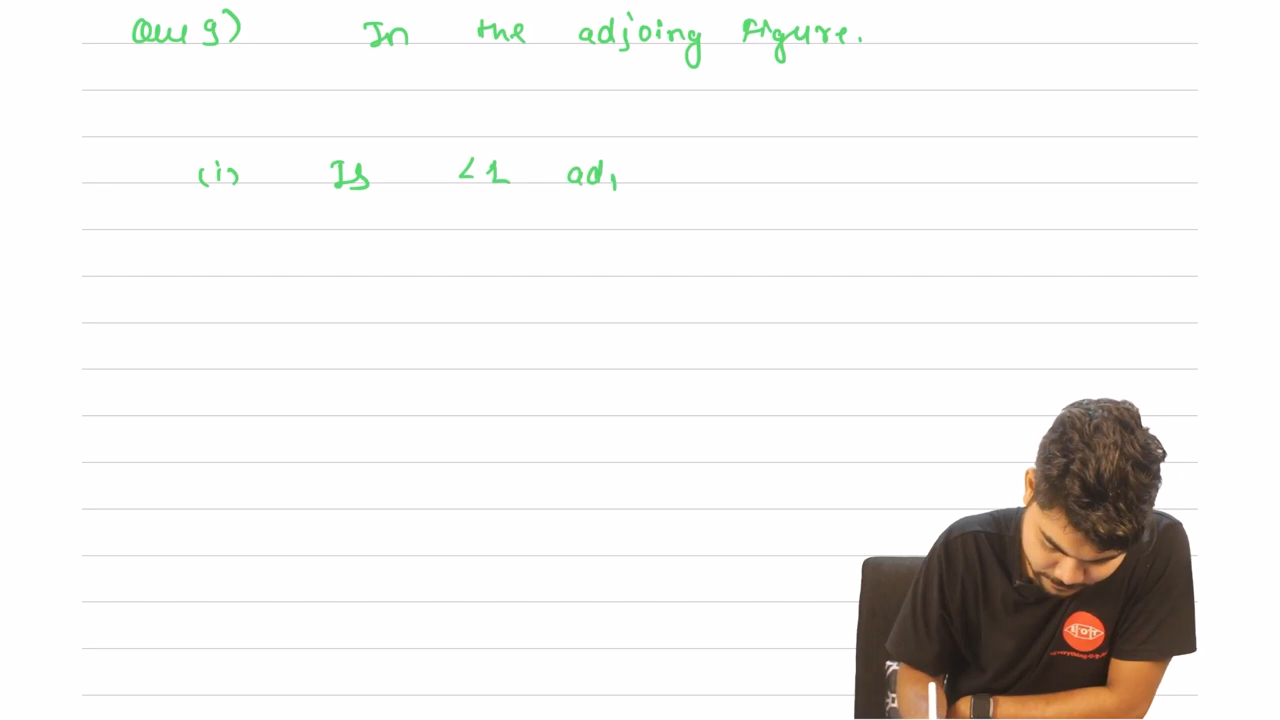 Que 9) In the adjoing figure.
(i) Is <1 ad